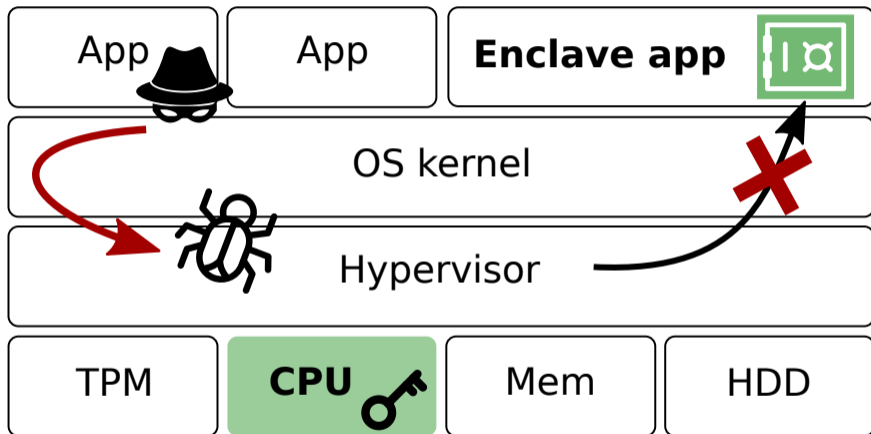 App
App
Enclave app
OS kernel
Hypervisor
TPM
CPU
Mem
HDD